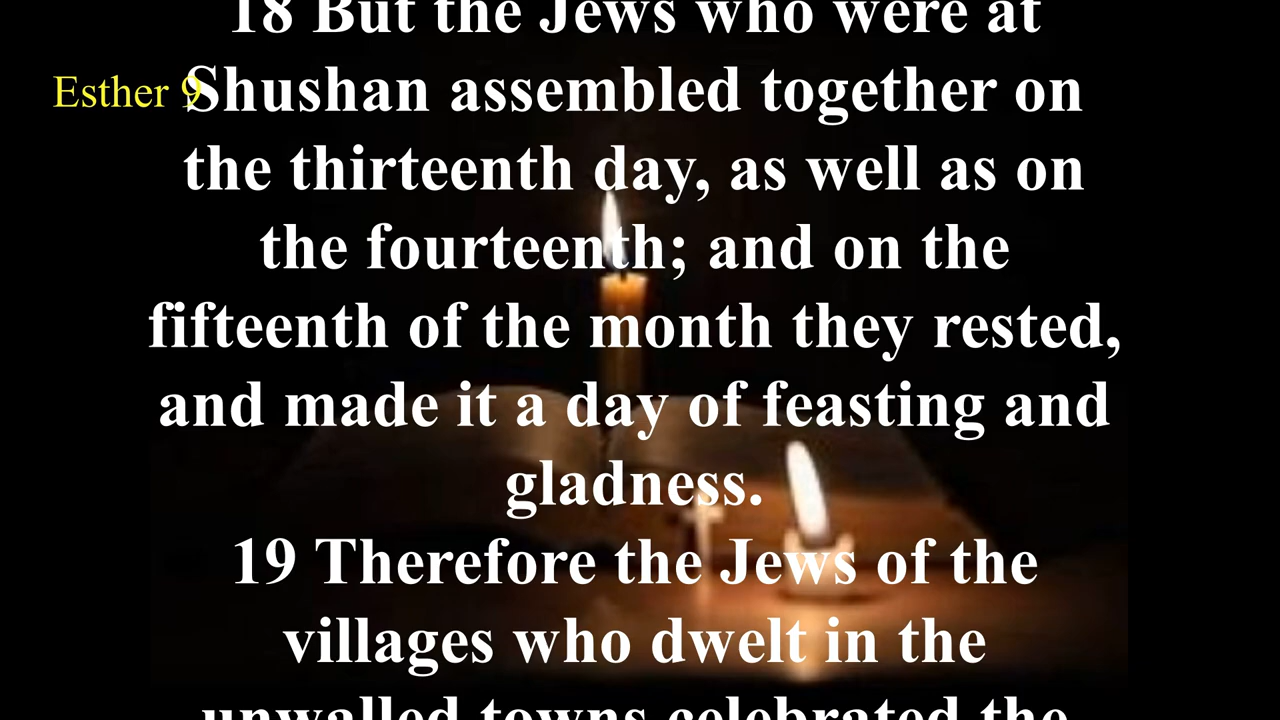 18 But the Jews who were at
Esther 9
Shushan assembled together on
the thirteenth day, as well as on
the fourteenth; and on the
fifteenth of the month they rested,
and made it a day of feasting and
gladness.
19 Therefore the Jews of the
villages who dwelt in the
unwalled towns celebrated the